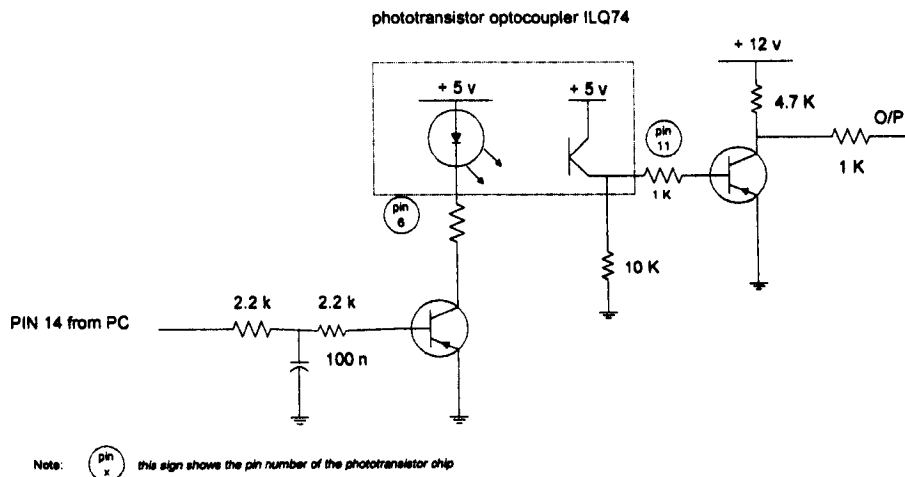 phototransistor optocoupler ILQ74
+ 12 v
+ 5 v
+ 5 v
4.7 K
O/P
pin
11
1 K
1 K
pin
6
10 K
2.2 k
2.2 k
PIN 14 from PC
100 n
Note: pin x this sign shows the pin number of the phototransistor chip